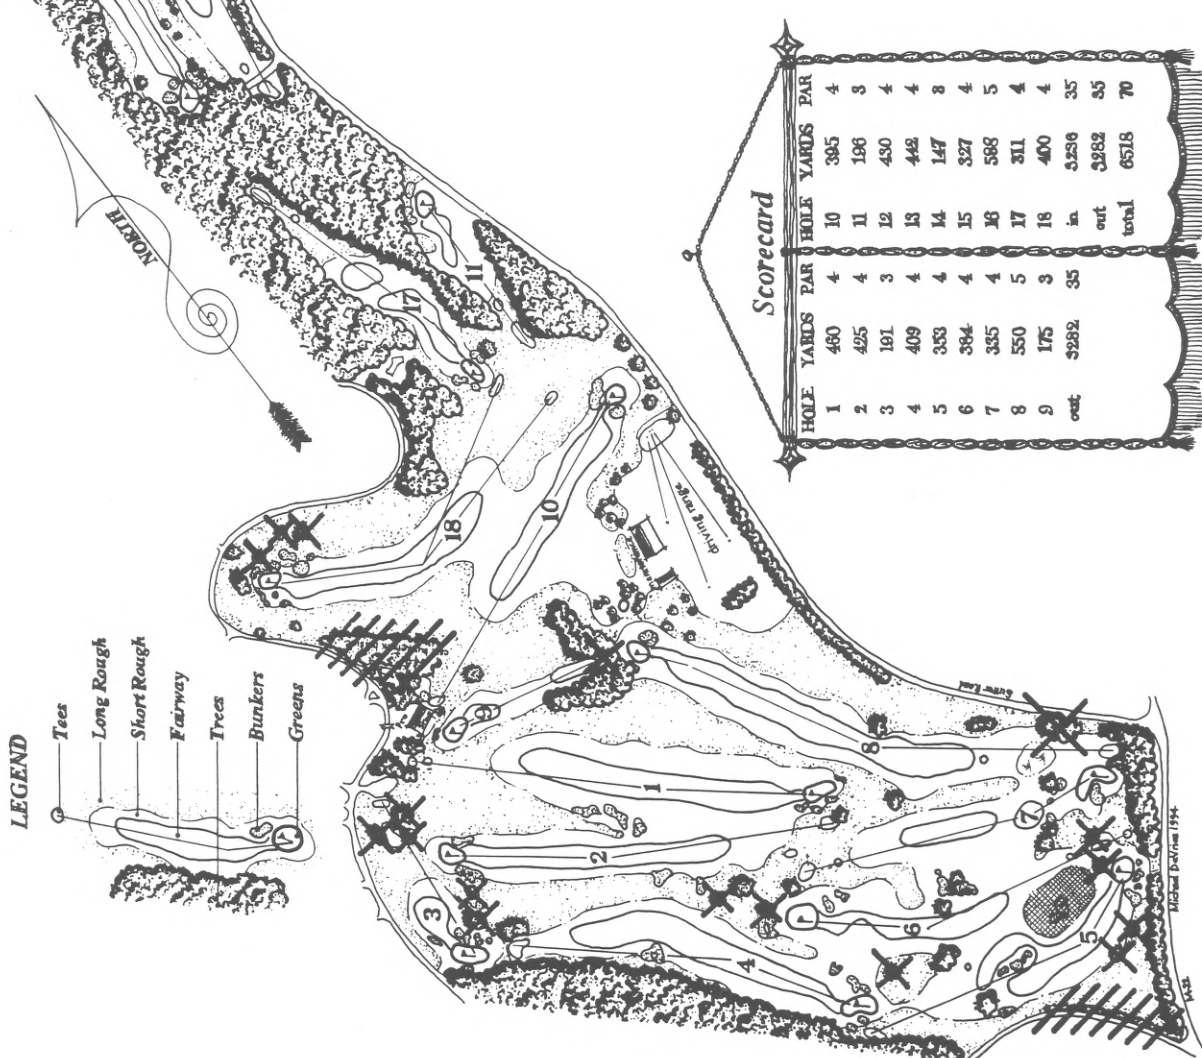 LEGEND
Tees
Long Rough
Short Rough
Fairway
Trees
Bunkers
Greens
NORTH
17
11
18
10
driving range
9
8
1
2
3
7
6
4
5
Road
Michael DeVries 1994
Scorecard
HOLE YARDS PAR HOLE YARDS PAR
1 460 4 10 395 4
2 425 4 11 196 3
3 191 3 12 430 4
4 409 4 13 442 4
5 353 4 14 147 3
6 384 4 15 327 4
7 335 4 16 588 5
8 550 5 17 311 4
9 175 3 18 400 4
out 3282 35 in 3236 35
out 3282 35
total 6518 70